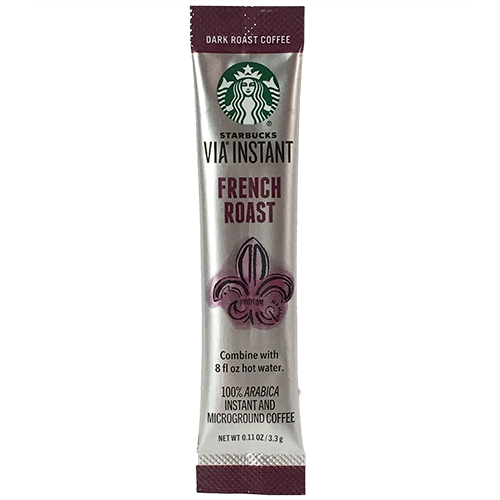 DARK ROAST COFFEE
STARBUCKS
VIA® INSTANT
FRENCH
ROAST
Combine with
8 fl oz hot water.
100% ARABICA
INSTANT AND
MICROGROUND COFFEE
NET WT 0.11 OZ/3.3 g